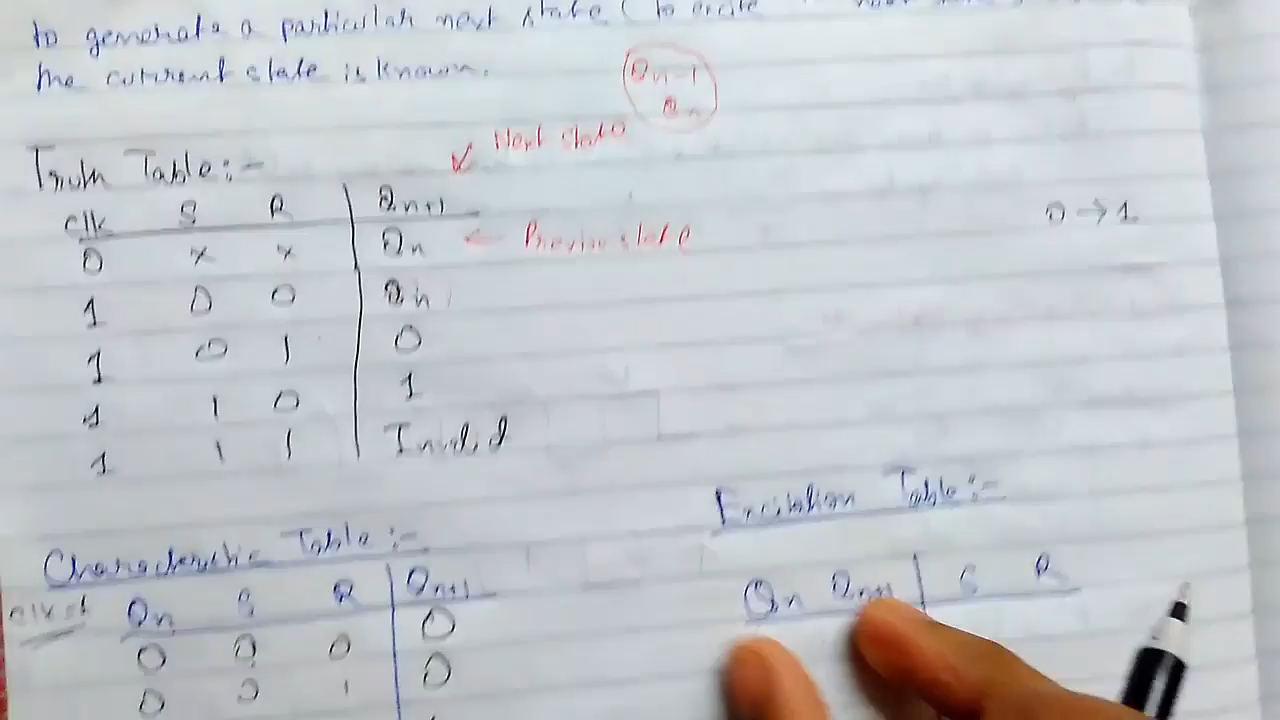 to generate a particular next state (to excite
the current state is known.
Qn-1
Qn
Next state
Truth Table:-
Clk S R Qn+1
0 x x Qn ← Previous state
1 0 0 Qn
1 0 1 0
1 1 0 1
1 1 1 Invalid
0 → 1
Characteristic Table:-
Qn S R Qn+1
0 0 0 0
0 0 1 0
Excitation Table:-
Qn Qn+1 S R